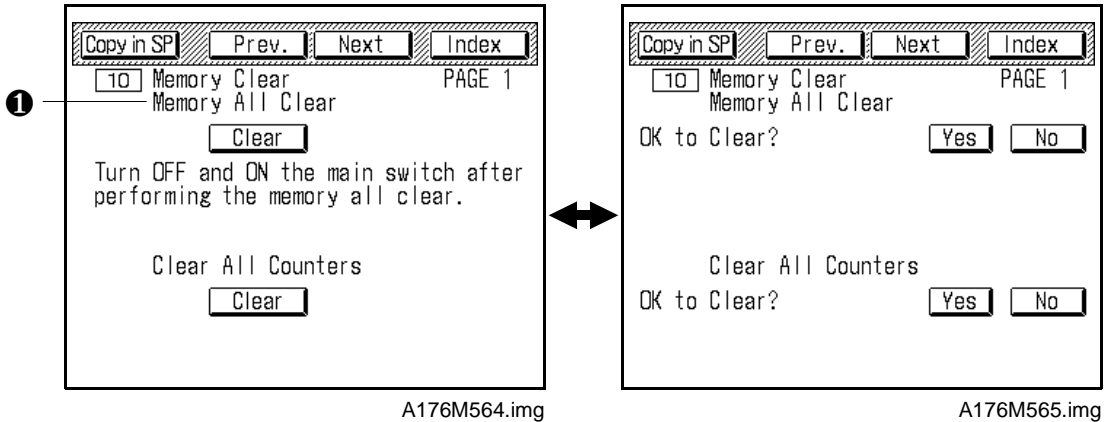 Copy in SP Prev. Next Index
10 Memory Clear PAGE 1
❶ Memory All Clear
Clear
Turn OFF and ON the main switch after
performing the memory all clear.
Clear All Counters
Clear
A176M564.img
Copy in SP Prev. Next Index
10 Memory Clear PAGE 1
Memory All Clear
OK to Clear? Yes No
Clear All Counters
OK to Clear? Yes No
A176M565.img